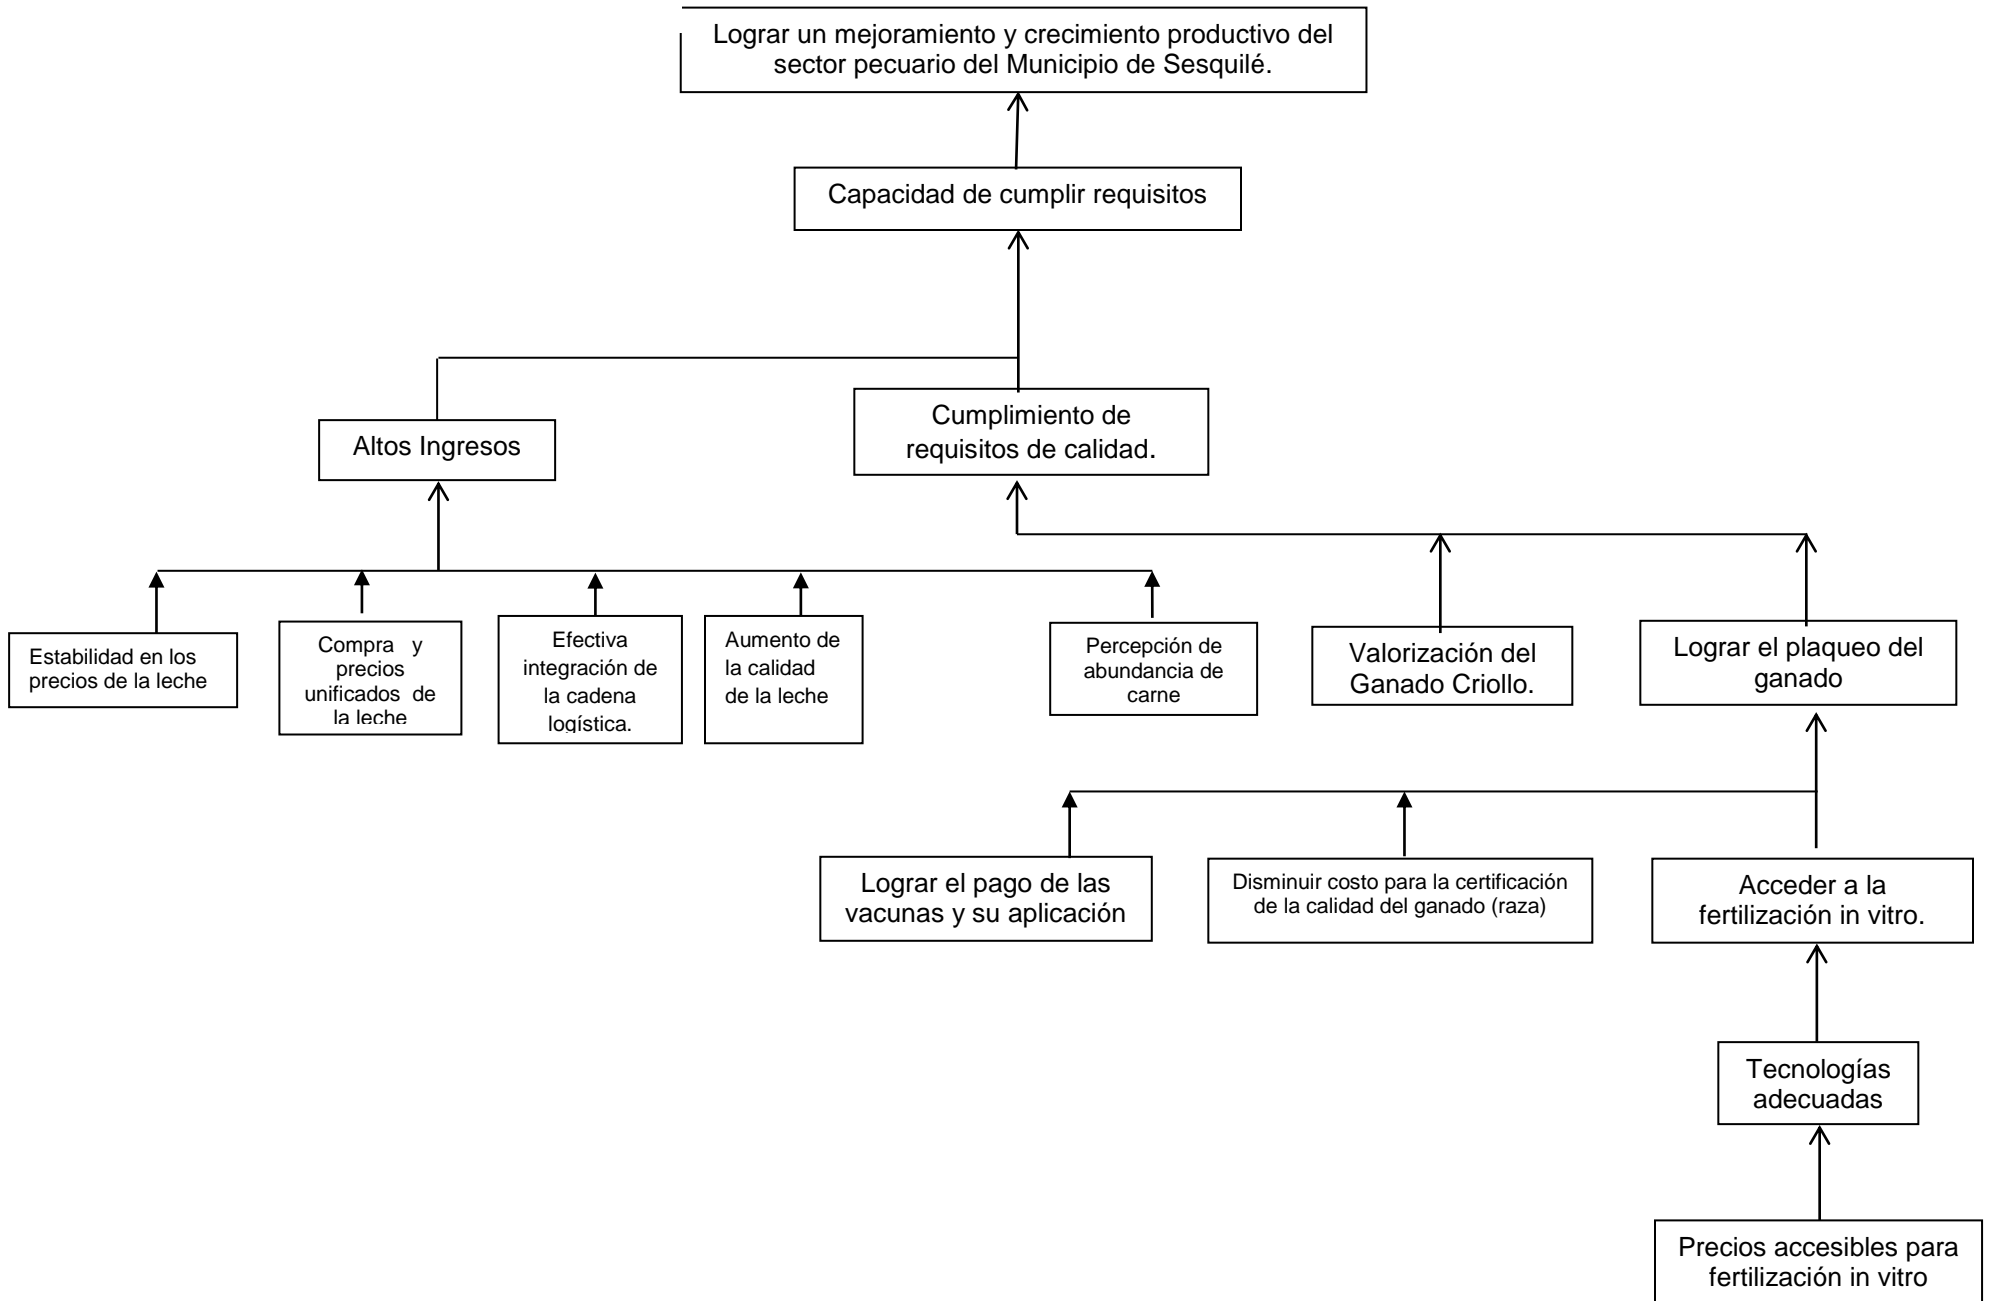 Lograr un mejoramiento y crecimiento productivo del
sector pecuario del Municipio de Sesquilé.
Capacidad de cumplir requisitos
Altos Ingresos
Cumplimiento de
requisitos de calidad.
Estabilidad en los
precios de la leche
Compra y
precios
unificados de
la leche
Efectiva
integración de
la cadena
logística.
Aumento de
la calidad
de la leche
Percepción de
abundancia de
carne
Valorización del
Ganado Criollo.
Lograr el plaqueo del
ganado
Lograr el pago de las
vacunas y su aplicación
Disminuir costo para la certificación
de la calidad del ganado (raza)
Acceder a la
fertilización in vitro.
Tecnologías
adecuadas
Precios accesibles para
fertilización in vitro